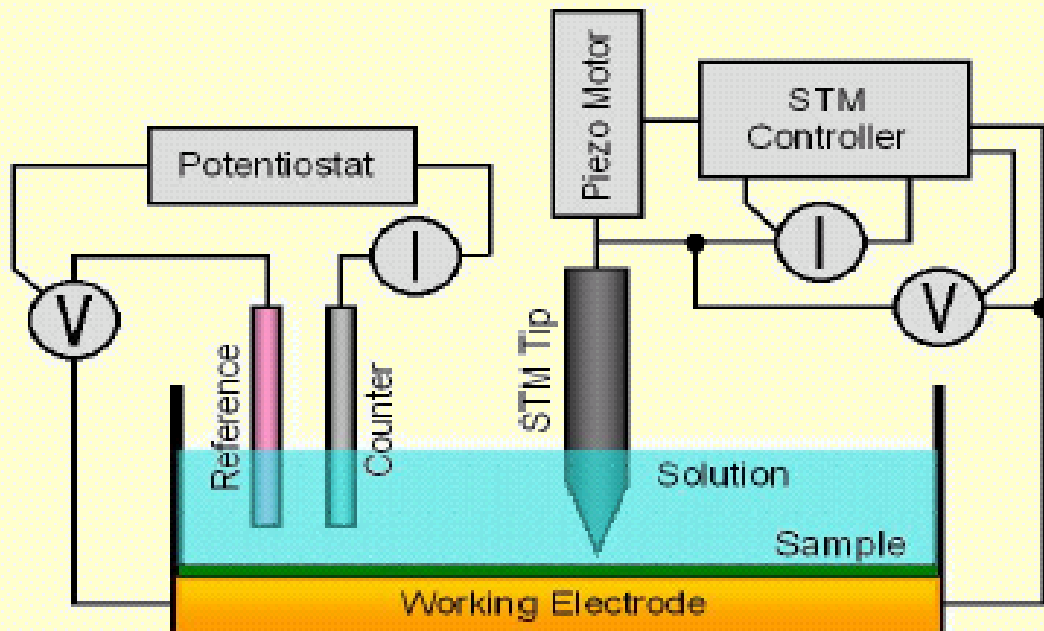 Piezo Motor
STM
Controller
Potentiostat
I
I
V
V
Reference
Counter
STM Tip
Solution
Sample
Working Electrode